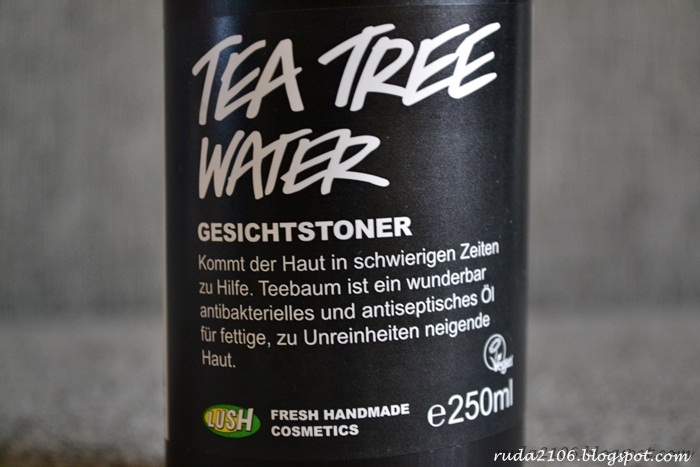 TEA TREE
WATER
GESICHTSTONER
Kommt der Haut in schwierigen Zeiten
zu Hilfe. Teebaum ist ein wunderbar
antibakterielles und antiseptisches Öl
für fettige, zu Unreinheiten neigende
Haut.
Vegan
LUSH
FRESH HANDMADE
COSMETICS
e250ml
ruda2106.blogspot.com